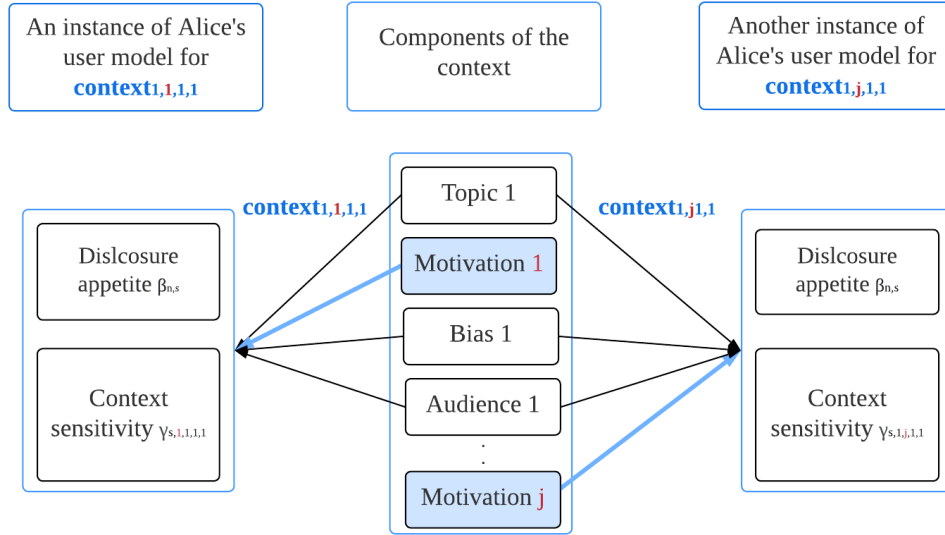 An instance of Alice's
user model for
context1,1,1,1
Components of the
context
Another instance of
Alice's user model for
context1,j,1,1
context1,1,1,1
context1,j1,1
Dislcosure
appetite βn,s
Context
sensitivity γs,1,1,1,1
Topic 1
Motivation 1
Bias 1
Audience 1
.
.
Motivation j
Dislcosure
appetite βn,s
Context
sensitivity γs,1,j,1,1